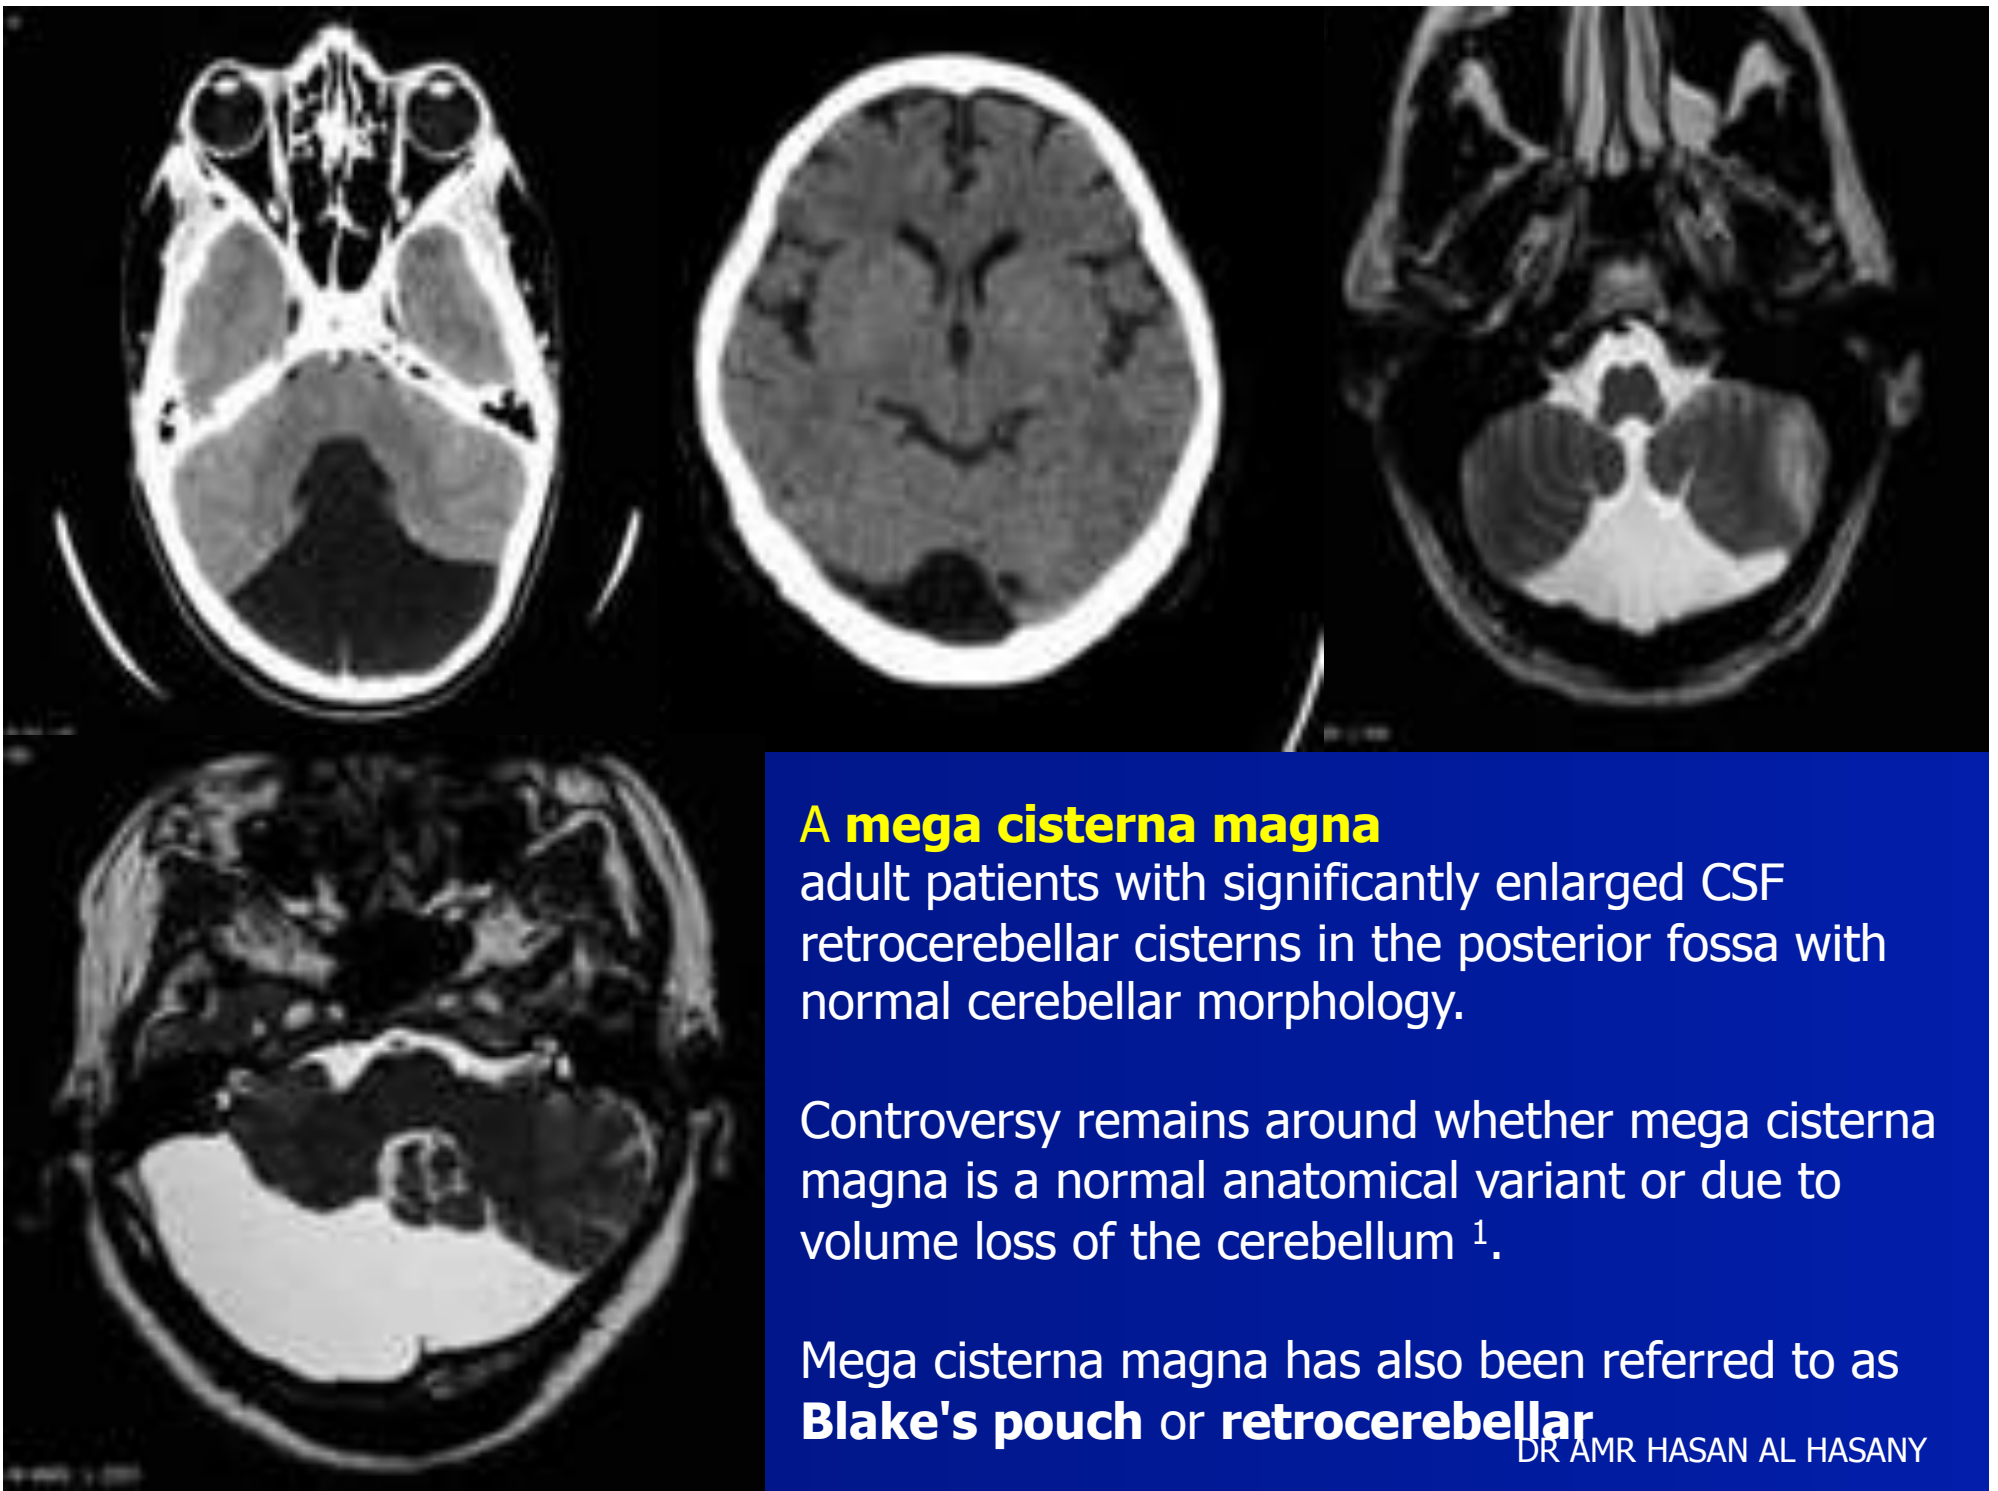 A mega cisterna magna
adult patients with significantly enlarged CSF
retrocerebellar cisterns in the posterior fossa with
normal cerebellar morphology.
Controversy remains around whether mega cisterna
magna is a normal anatomical variant or due to
volume loss of the cerebellum ¹.
Mega cisterna magna has also been referred to as
Blake's pouch or retrocerebellar
DR AMR HASAN AL HASANY